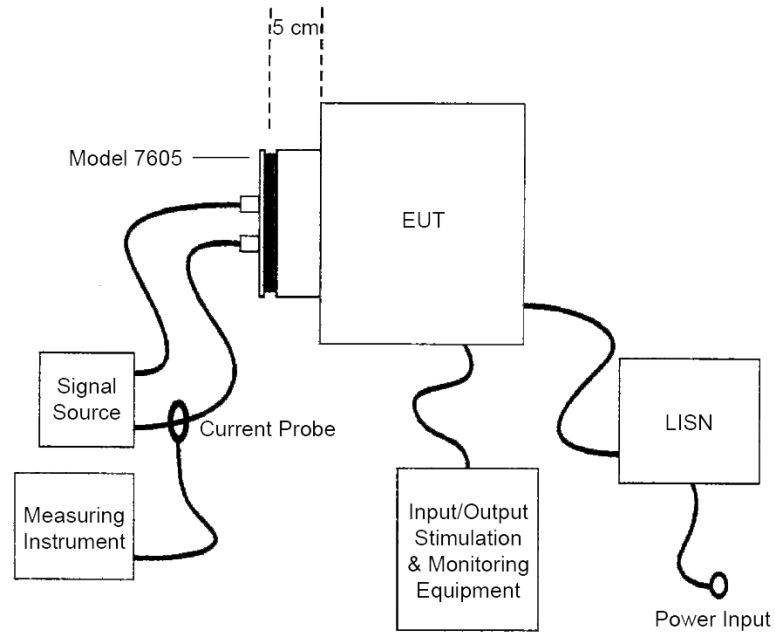 5 cm
Model 7605
EUT
Signal
Source
Current Probe
LISN
Measuring
Instrument
Input/Output
Stimulation
& Monitoring
Equipment
Power Input